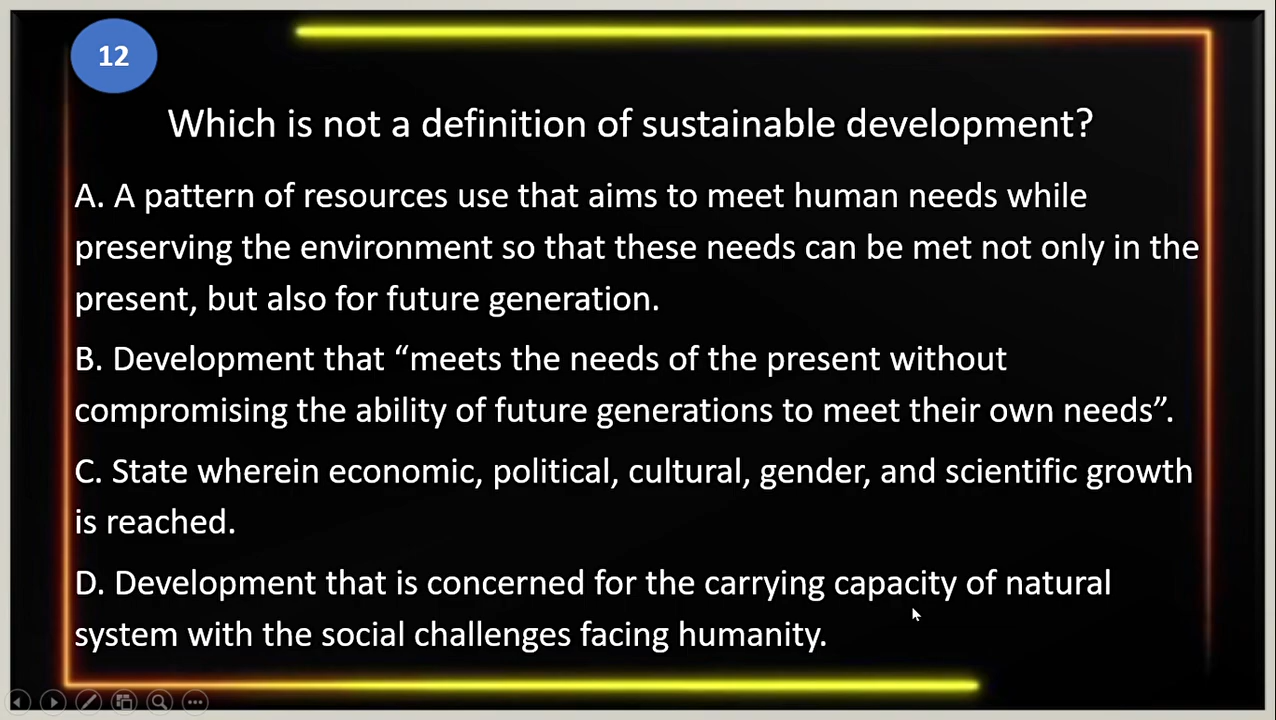 12
Which is not a definition of sustainable development?
A. A pattern of resources use that aims to meet human needs while
preserving the environment so that these needs can be met not only in the
present, but also for future generation.
B. Development that “meets the needs of the present without
compromising the ability of future generations to meet their own needs”.
C. State wherein economic, political, cultural, gender, and scientific growth
is reached.
D. Development that is concerned for the carrying capacity of natural
system with the social challenges facing humanity.